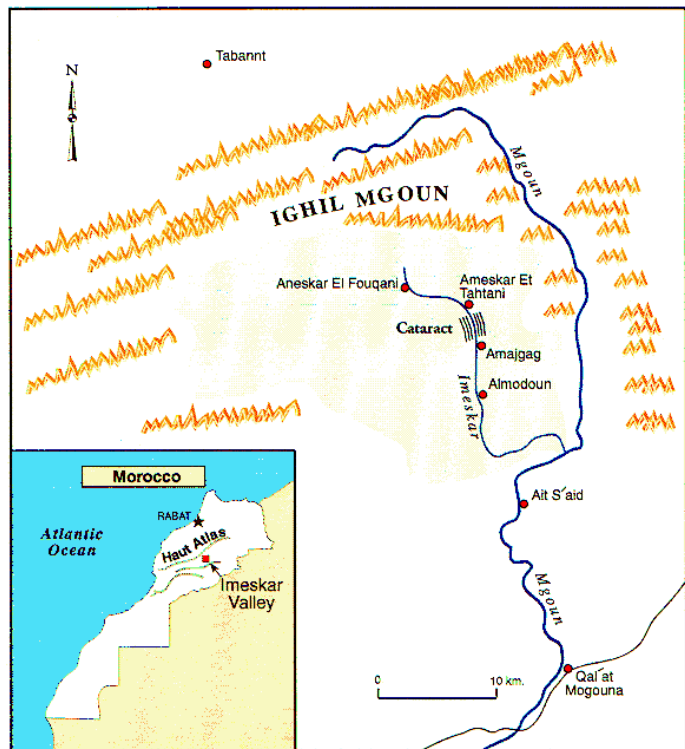 Tabannt
N
Mgoun
IGHIL MGOUN
Aneskar El Fouqani
Ameskar Et
Tahtani
Cataract
Amajgag
Imeskar
Almodoun
Ait S´aid
Mgoun
Qal´at
Mogouna
0
10 km.
Morocco
RABAT
Atlantic
Ocean
Haut Atlas
Imeskar
Valley